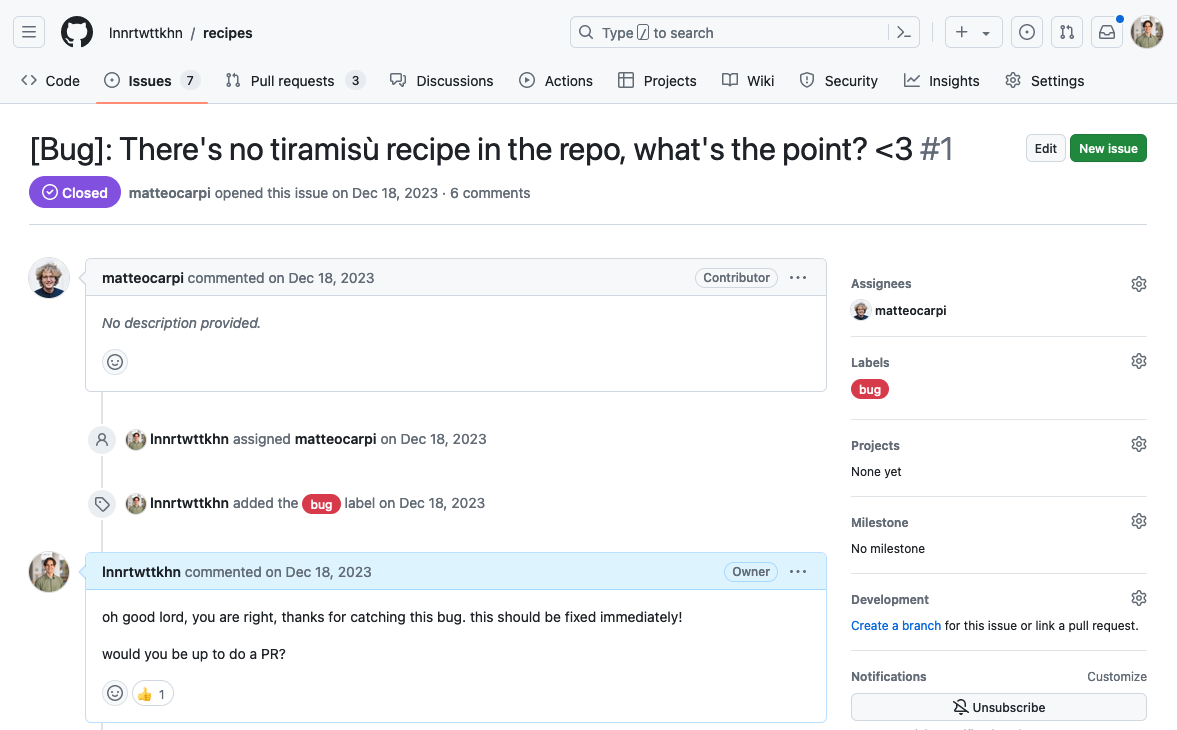 lnnrtwttkhn / recipes
Type / to search
Code
Issues 7
Pull requests 3
Discussions
Actions
Projects
Wiki
Security
Insights
Settings
[Bug]: There's no tiramisù recipe in the repo, what's the point? <3 #1
Edit
New issue
Closed
matteocarpi opened this issue on Dec 18, 2023 · 6 comments
matteocarpi commented on Dec 18, 2023
Contributor
No description provided.
lnnrtwttkhn assigned matteocarpi on Dec 18, 2023
lnnrtwttkhn added the bug label on Dec 18, 2023
lnnrtwttkhn commented on Dec 18, 2023
Owner
oh good lord, you are right, thanks for catching this bug. this should be fixed immediately!
would you be up to do a PR?
👍 1
Assignees
matteocarpi
Labels
bug
Projects
None yet
Milestone
No milestone
Development
Create a branch for this issue or link a pull request.
Notifications
Customize
Unsubscribe